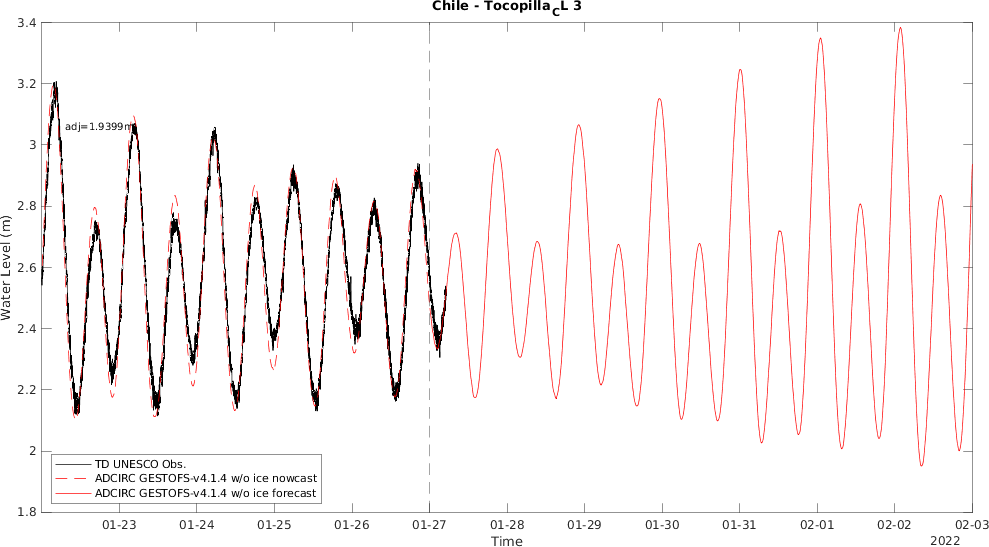 Chile - Tocopilla_CL 3
3.4
3.2
3
2.8
2.6
2.4
2.2
2
1.8
Water Level (m)
adj=1.9399m
TD UNESCO Obs.
ADCIRC GESTOFS-v4.1.4 w/o ice nowcast
ADCIRC GESTOFS-v4.1.4 w/o ice forecast
01-23 01-24 01-25 01-26 01-27 01-28 01-29 01-30 01-31 02-01 02-02 02-03
Time
2022